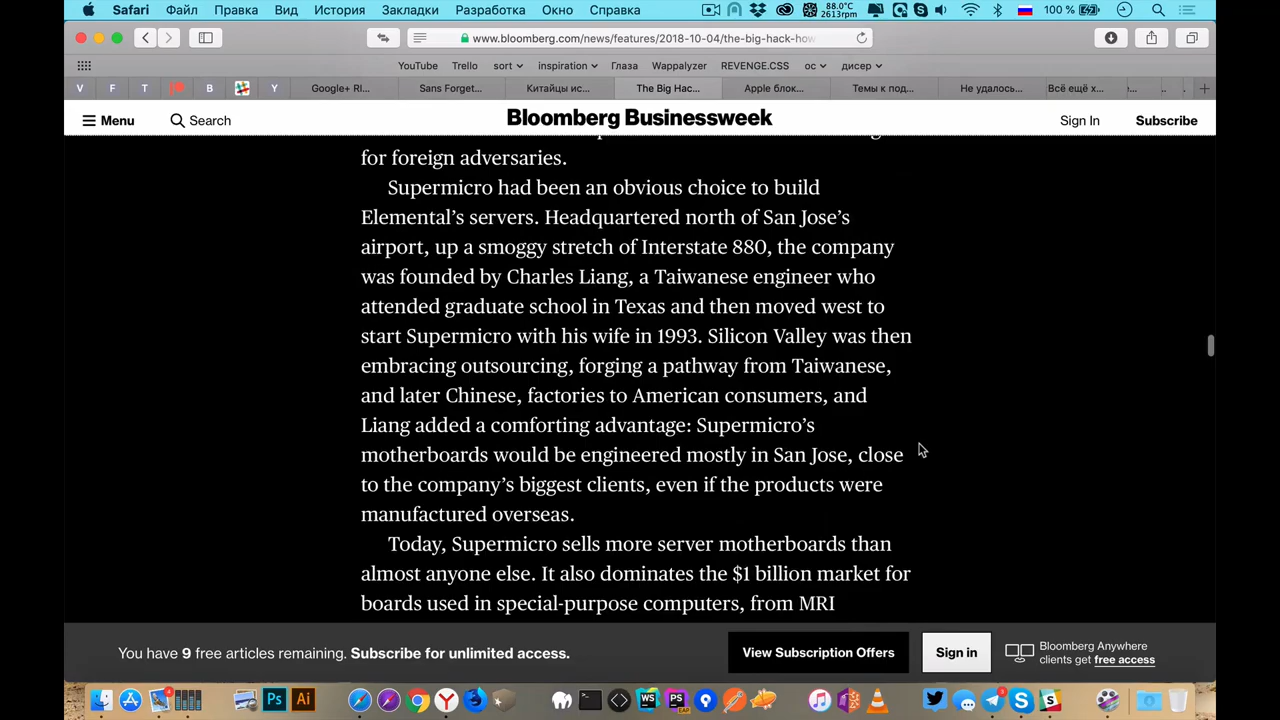 Safari Файл Правка Вид История Закладки Разработка Окно Справка 88.0°C 2613rpm 100 %
www.bloomberg.com/news/features/2018-10-04/the-big-hack-how
YouTube Trello sort inspiration Глаза Wappalyzer REVENGE.CSS ос дисер
V F T B Y Google+ RI... Sans Forget... Китайцы ис... The Big Hac... Apple блок... Темы к под... Не удалось... Всё ещё х...
Menu Search Bloomberg Businessweek Sign In Subscribe
for foreign adversaries.
Supermicro had been an obvious choice to build
Elemental’s servers. Headquartered north of San Jose’s
airport, up a smoggy stretch of Interstate 880, the company
was founded by Charles Liang, a Taiwanese engineer who
attended graduate school in Texas and then moved west to
start Supermicro with his wife in 1993. Silicon Valley was then
embracing outsourcing, forging a pathway from Taiwanese,
and later Chinese, factories to American consumers, and
Liang added a comforting advantage: Supermicro’s
motherboards would be engineered mostly in San Jose, close
to the company’s biggest clients, even if the products were
manufactured overseas.
Today, Supermicro sells more server motherboards than
almost anyone else. It also dominates the $1 billion market for
boards used in special-purpose computers, from MRI
You have 9 free articles remaining. Subscribe for unlimited access. View Subscription Offers Sign in Bloomberg Anywhere
clients get free access
Ps Ai WS PS EAP